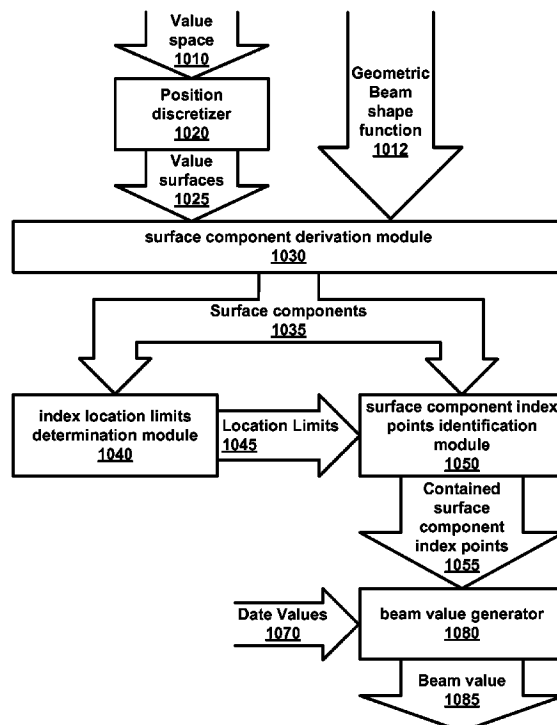 Value
space
1010
Position
discretizer
1020
Value
surfaces
1025
Geometric
Beam
shape
function
1012
surface component derivation module
1030
Surface components
1035
index location limits
determination module
1040
Location Limits
1045
surface component index
points identification
module
1050
Contained
surface
component
index points
1055
Date Values
1070
beam value generator
1080
Beam value
1085